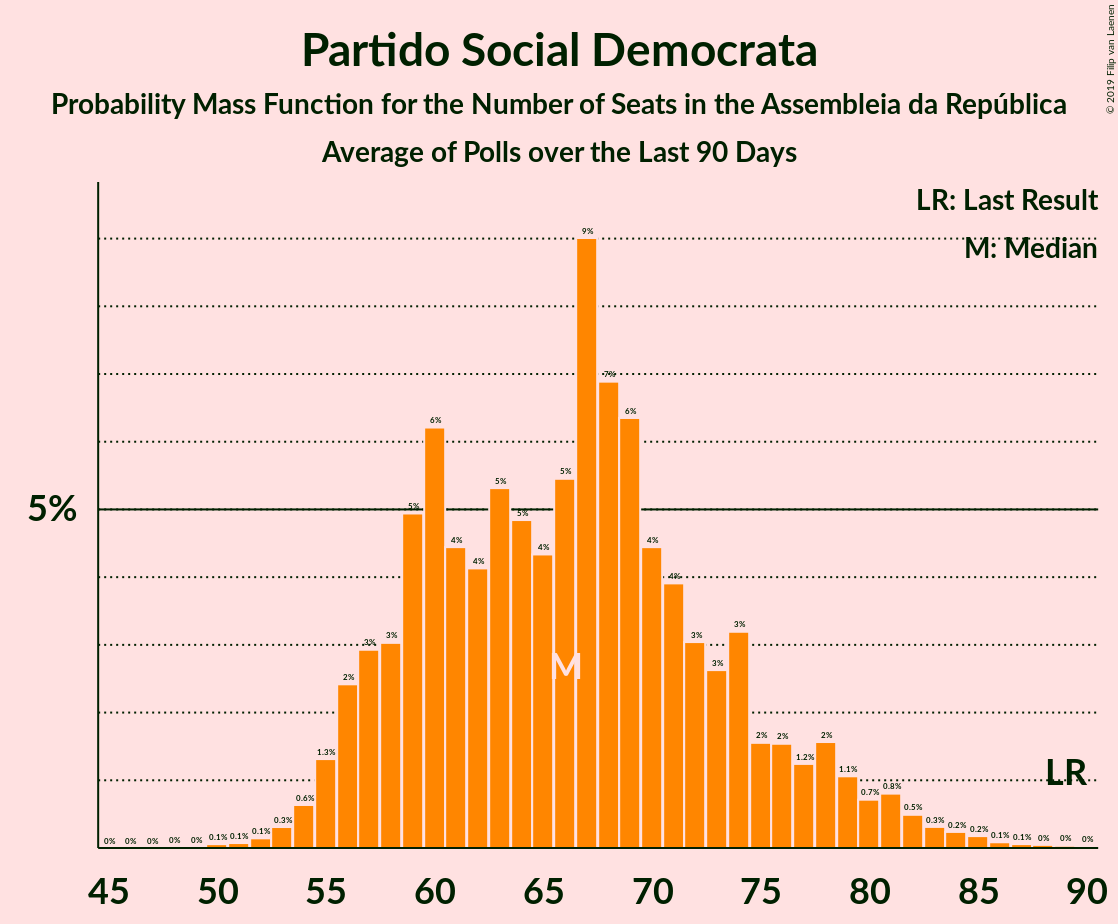 Partido Social Democrata
Probability Mass Function for the Number of Seats in the Assembleia da República
Average of Polls over the Last 90 Days
© 2019 Filip van Laenen
LR: Last Result
M: Median
5%
0% 0% 0% 0% 0% 0.1% 0.1% 0.1% 0.3% 0.6% 1.3% 2% 3% 3% 5% 6% 4% 4% 5% 5% 4% 5% 9% 7% 6% 4% 4% 3% 3% 3% 2% 2% 1.2% 2% 1.1% 0.7% 0.8% 0.5% 0.3% 0.2% 0.2% 0.1% 0.1% 0% 0% 0%
M
LR
45 50 55 60 65 70 75 80 85 90